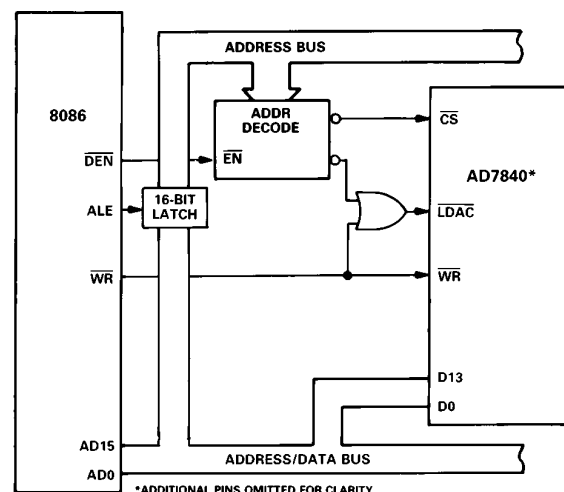 ADDRESS BUS
8086
ADDR
DECODE
CS
DEN
EN
AD7840*
ALE
16-BIT
LATCH
LDAC
WR
WR
D13
D0
AD15
ADDRESS/DATA BUS
AD0
*ADDITIONAL PINS OMITTED FOR CLARITY